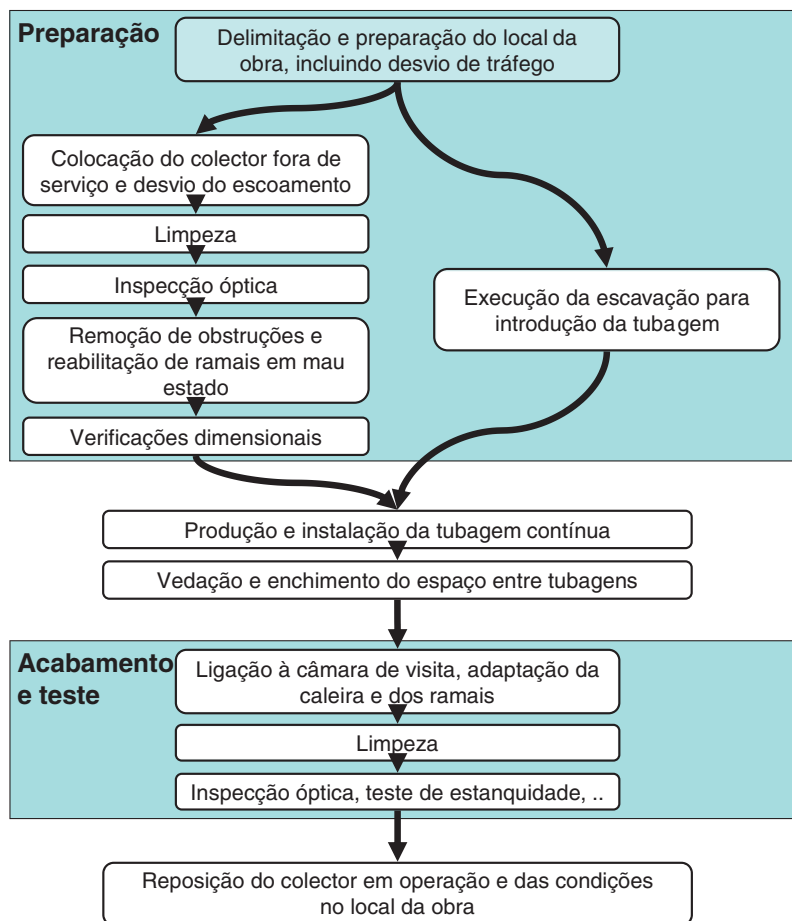 Preparação
Delimitação e preparação do local da
obra, incluindo desvio de tráfego
Colocação do colector fora de
serviço e desvio do escoamento
Limpeza
Inspecção óptica
Remoção de obstruções e
reabilitação de ramais em mau
estado
Verificações dimensionais
Execução da escavação para
introdução da tubagem
Produção e instalação da tubagem contínua
Vedação e enchimento do espaço entre tubagens
Acabamento
e teste
Ligação à câmara de visita, adaptação da
caleira e dos ramais
Limpeza
Inspecção óptica, teste de estanquidade, ..
Reposição do colector em operação e das condições
no local da obra